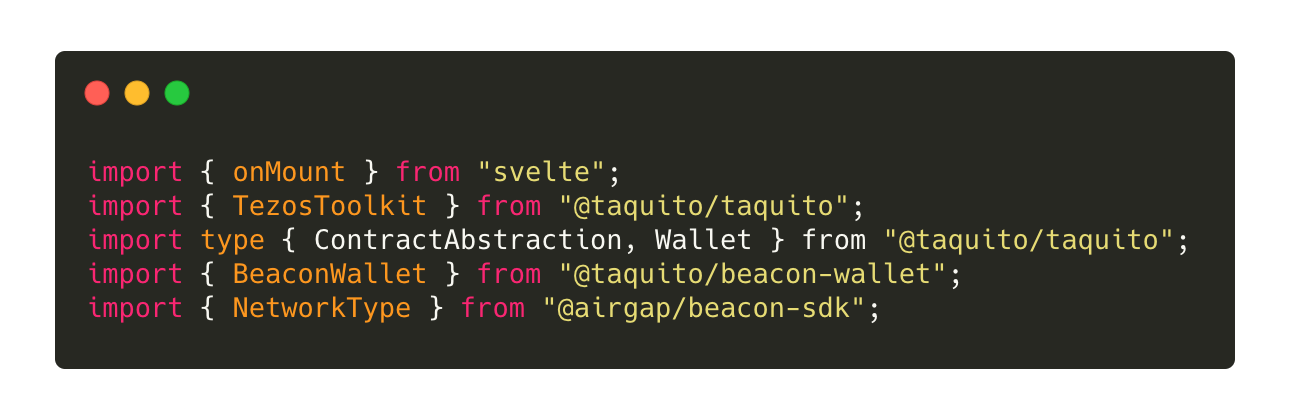 import { onMount } from "svelte";
import { TezosToolkit } from "@taquito/taquito";
import type { ContractAbstraction, Wallet } from "@taquito/taquito";
import { BeaconWallet } from "@taquito/beacon-wallet";
import { NetworkType } from "@airgap/beacon-sdk";